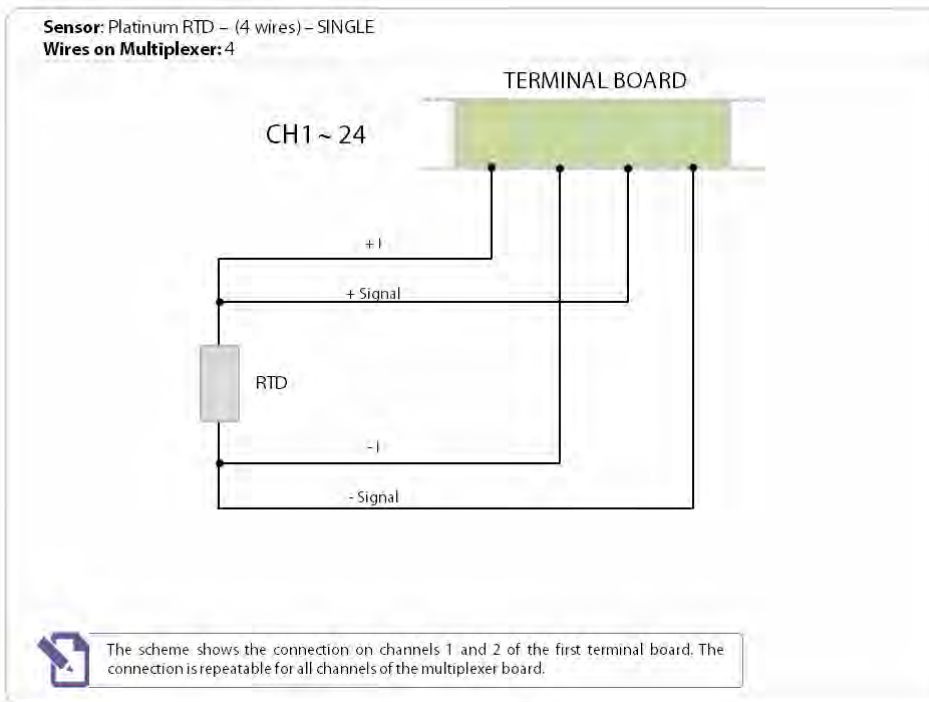 Sensor: Platinum RTD – (4 wires) – SINGLE
Wires on Multiplexer: 4
TERMINAL BOARD
CH1 ~ 24
+ I
+ Signal
RTD
- I
- Signal
The scheme shows the connection on channels 1 and 2 of the first terminal board. The
connection is repeatable for all channels of the multiplexer board.